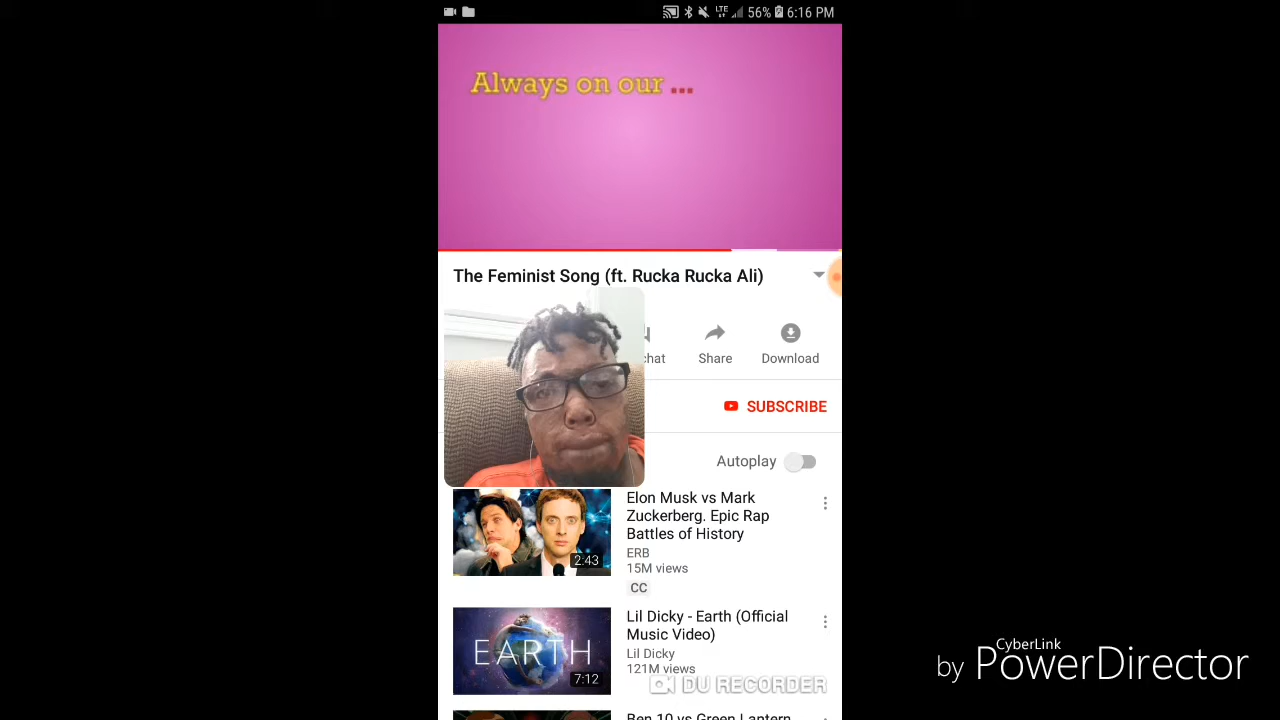 LTE 56% 6:16 PM
Always on our ...
The Feminist Song (ft. Rucka Rucka Ali)
hat Share Download
SUBSCRIBE
Autoplay
Elon Musk vs Mark
Zuckerberg. Epic Rap
Battles of History
ERB
15M views
CC
2:43
Lil Dicky - Earth (Official
Music Video)
Lil Dicky
121M views
EARTH
7:12
DU RECORDER
Ben 10 vs Green Lantern
CyberLink
by PowerDirector